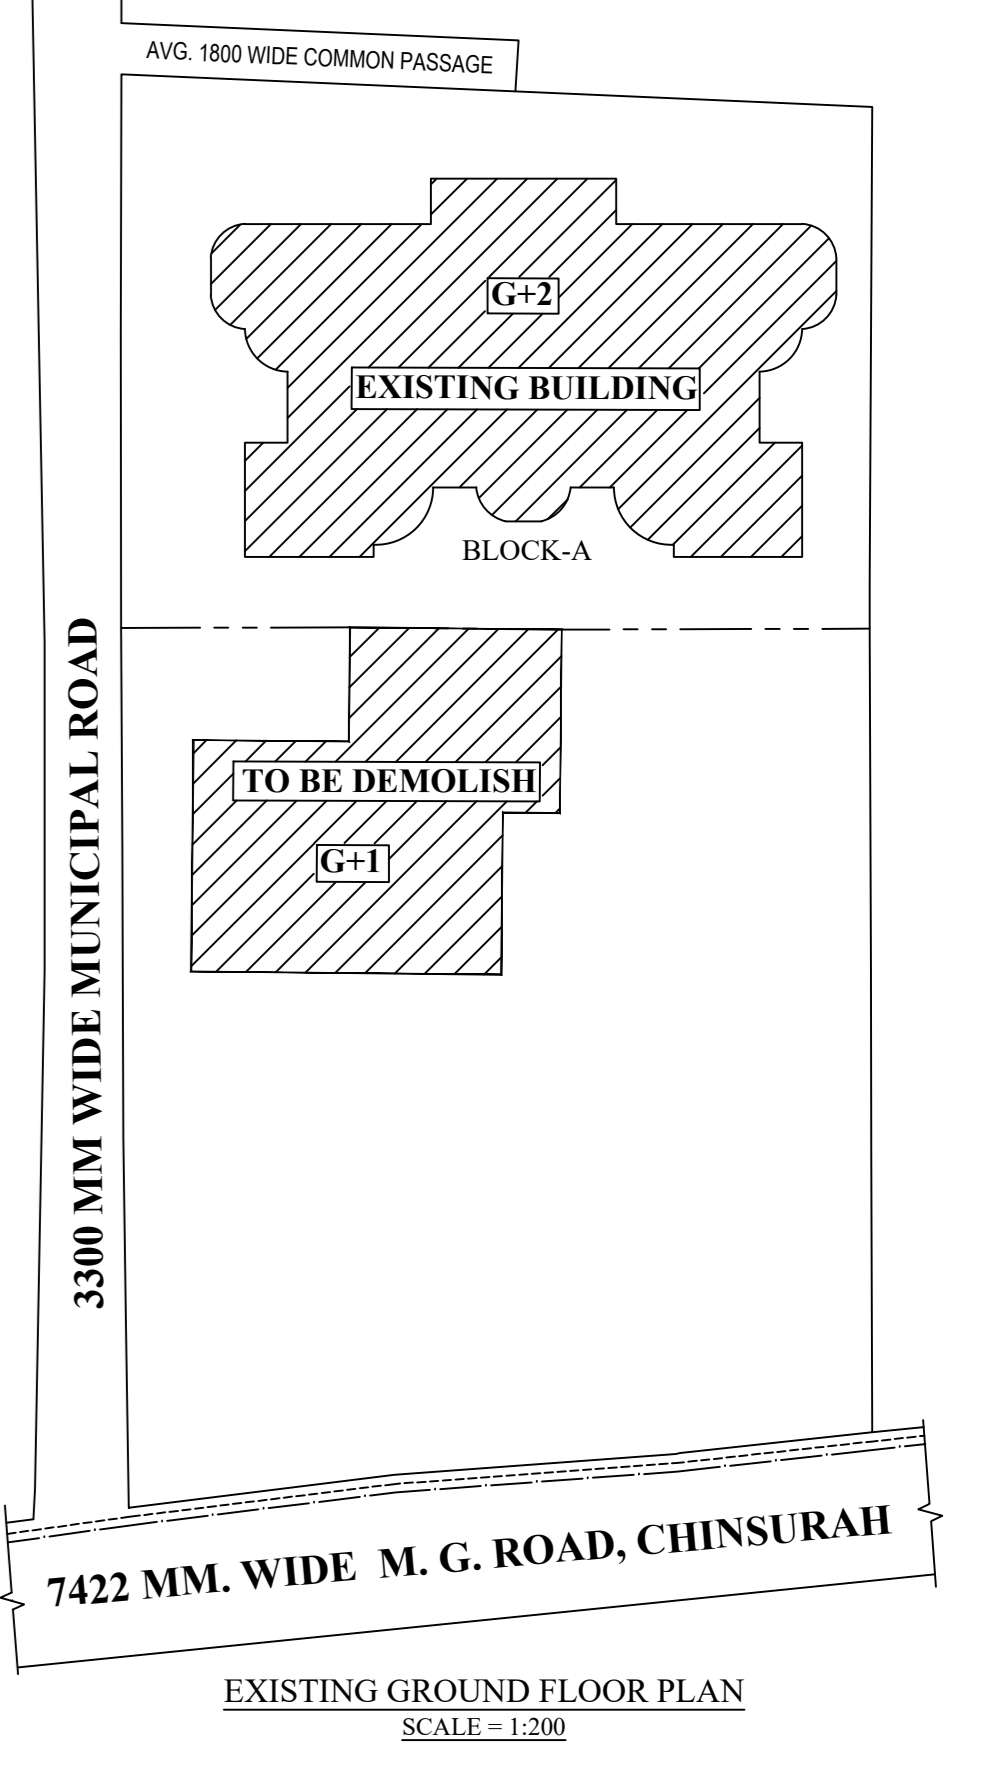 AVG. 1800 WIDE COMMON PASSAGE
G+2
EXISTING BUILDING
BLOCK-A
TO BE DEMOLISH
G+1
3300 MM WIDE MUNICIPAL ROAD
7422 MM. WIDE M. G. ROAD, CHINSURAH
EXISTING GROUND FLOOR PLAN
SCALE = 1:200